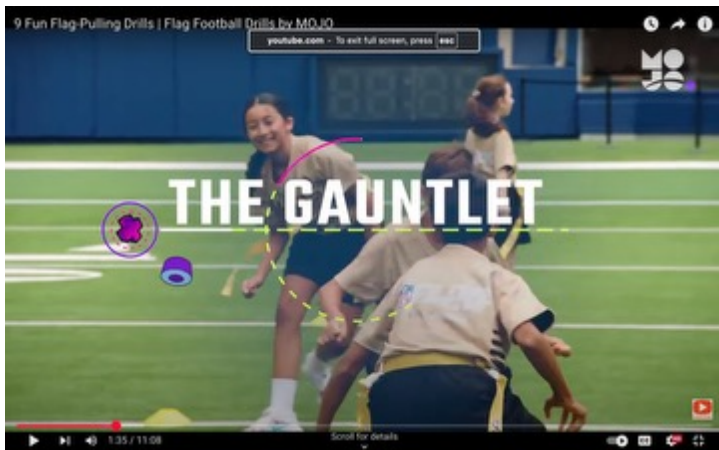 9 Fun Flag-Pulling Drills | Flag Football Drills by MOJO
youtube.com - To exit full screen, press esc
MOJO
THE GAUNTLET
1:35 / 11:08
Scroll for details